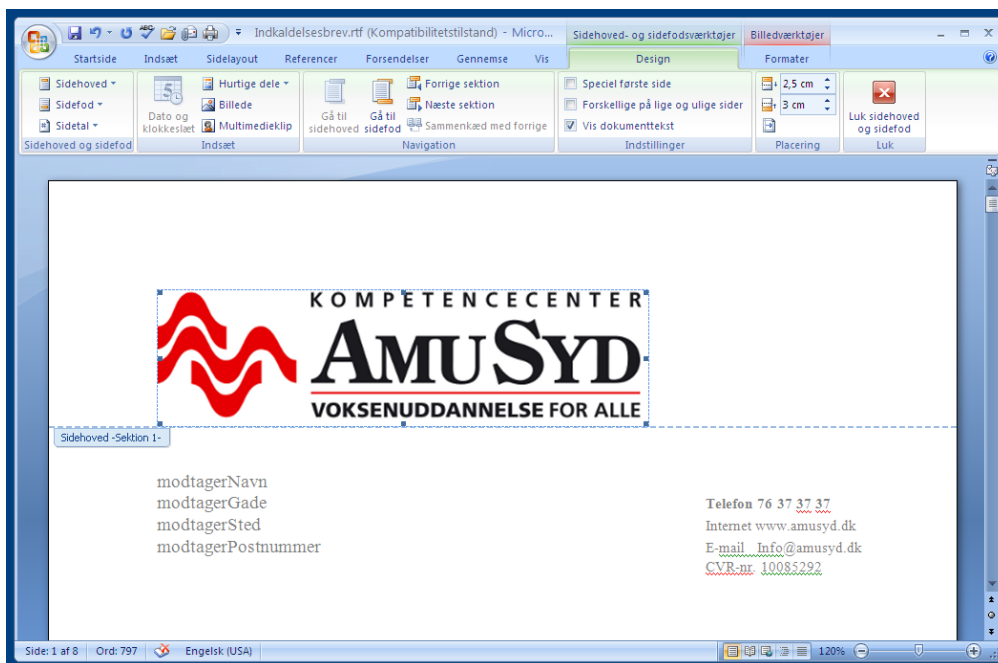 Indkaldelsesbrev.rtf (Kompatibilitetstilstand) - Micro...
Sidehoved- og sidefodsværktøjer
Billedværktøjer
Startside Indsæt Sidelayout Referencer Forsendelser Gennemse Vis Design Formater
Sidehoved
Sidefod
Sidetal
Sidehoved og sidefod
5
Dato og
klokkeslæt
Hurtige dele
Billede
Multimedieklip
Indsæt
Gå til
sidehoved
Gå til
sidefod
Forrige sektion
Næste sektion
Sammenkæd med forrige
Navigation
Speciel første side
Forskellige på lige og ulige sider
Vis dokumenttekst
Indstillinger
2,5 cm
3 cm
Placering
Luk sidehoved
og sidefod
Luk
KOMPETENCECENTER
AMUSYD
VOKSENUDDANNELSE FOR ALLE
Sidehoved -Sektion 1-
modtagerNavn
modtagerGade
modtagerSted
modtagerPostnummer
Telefon 76 37 37 37
Internet www.amusyd.dk
E-mail Info@amusyd.dk
CVR-nr. 10085292
Side: 1 af 8 Ord: 797 Engelsk (USA) 120%